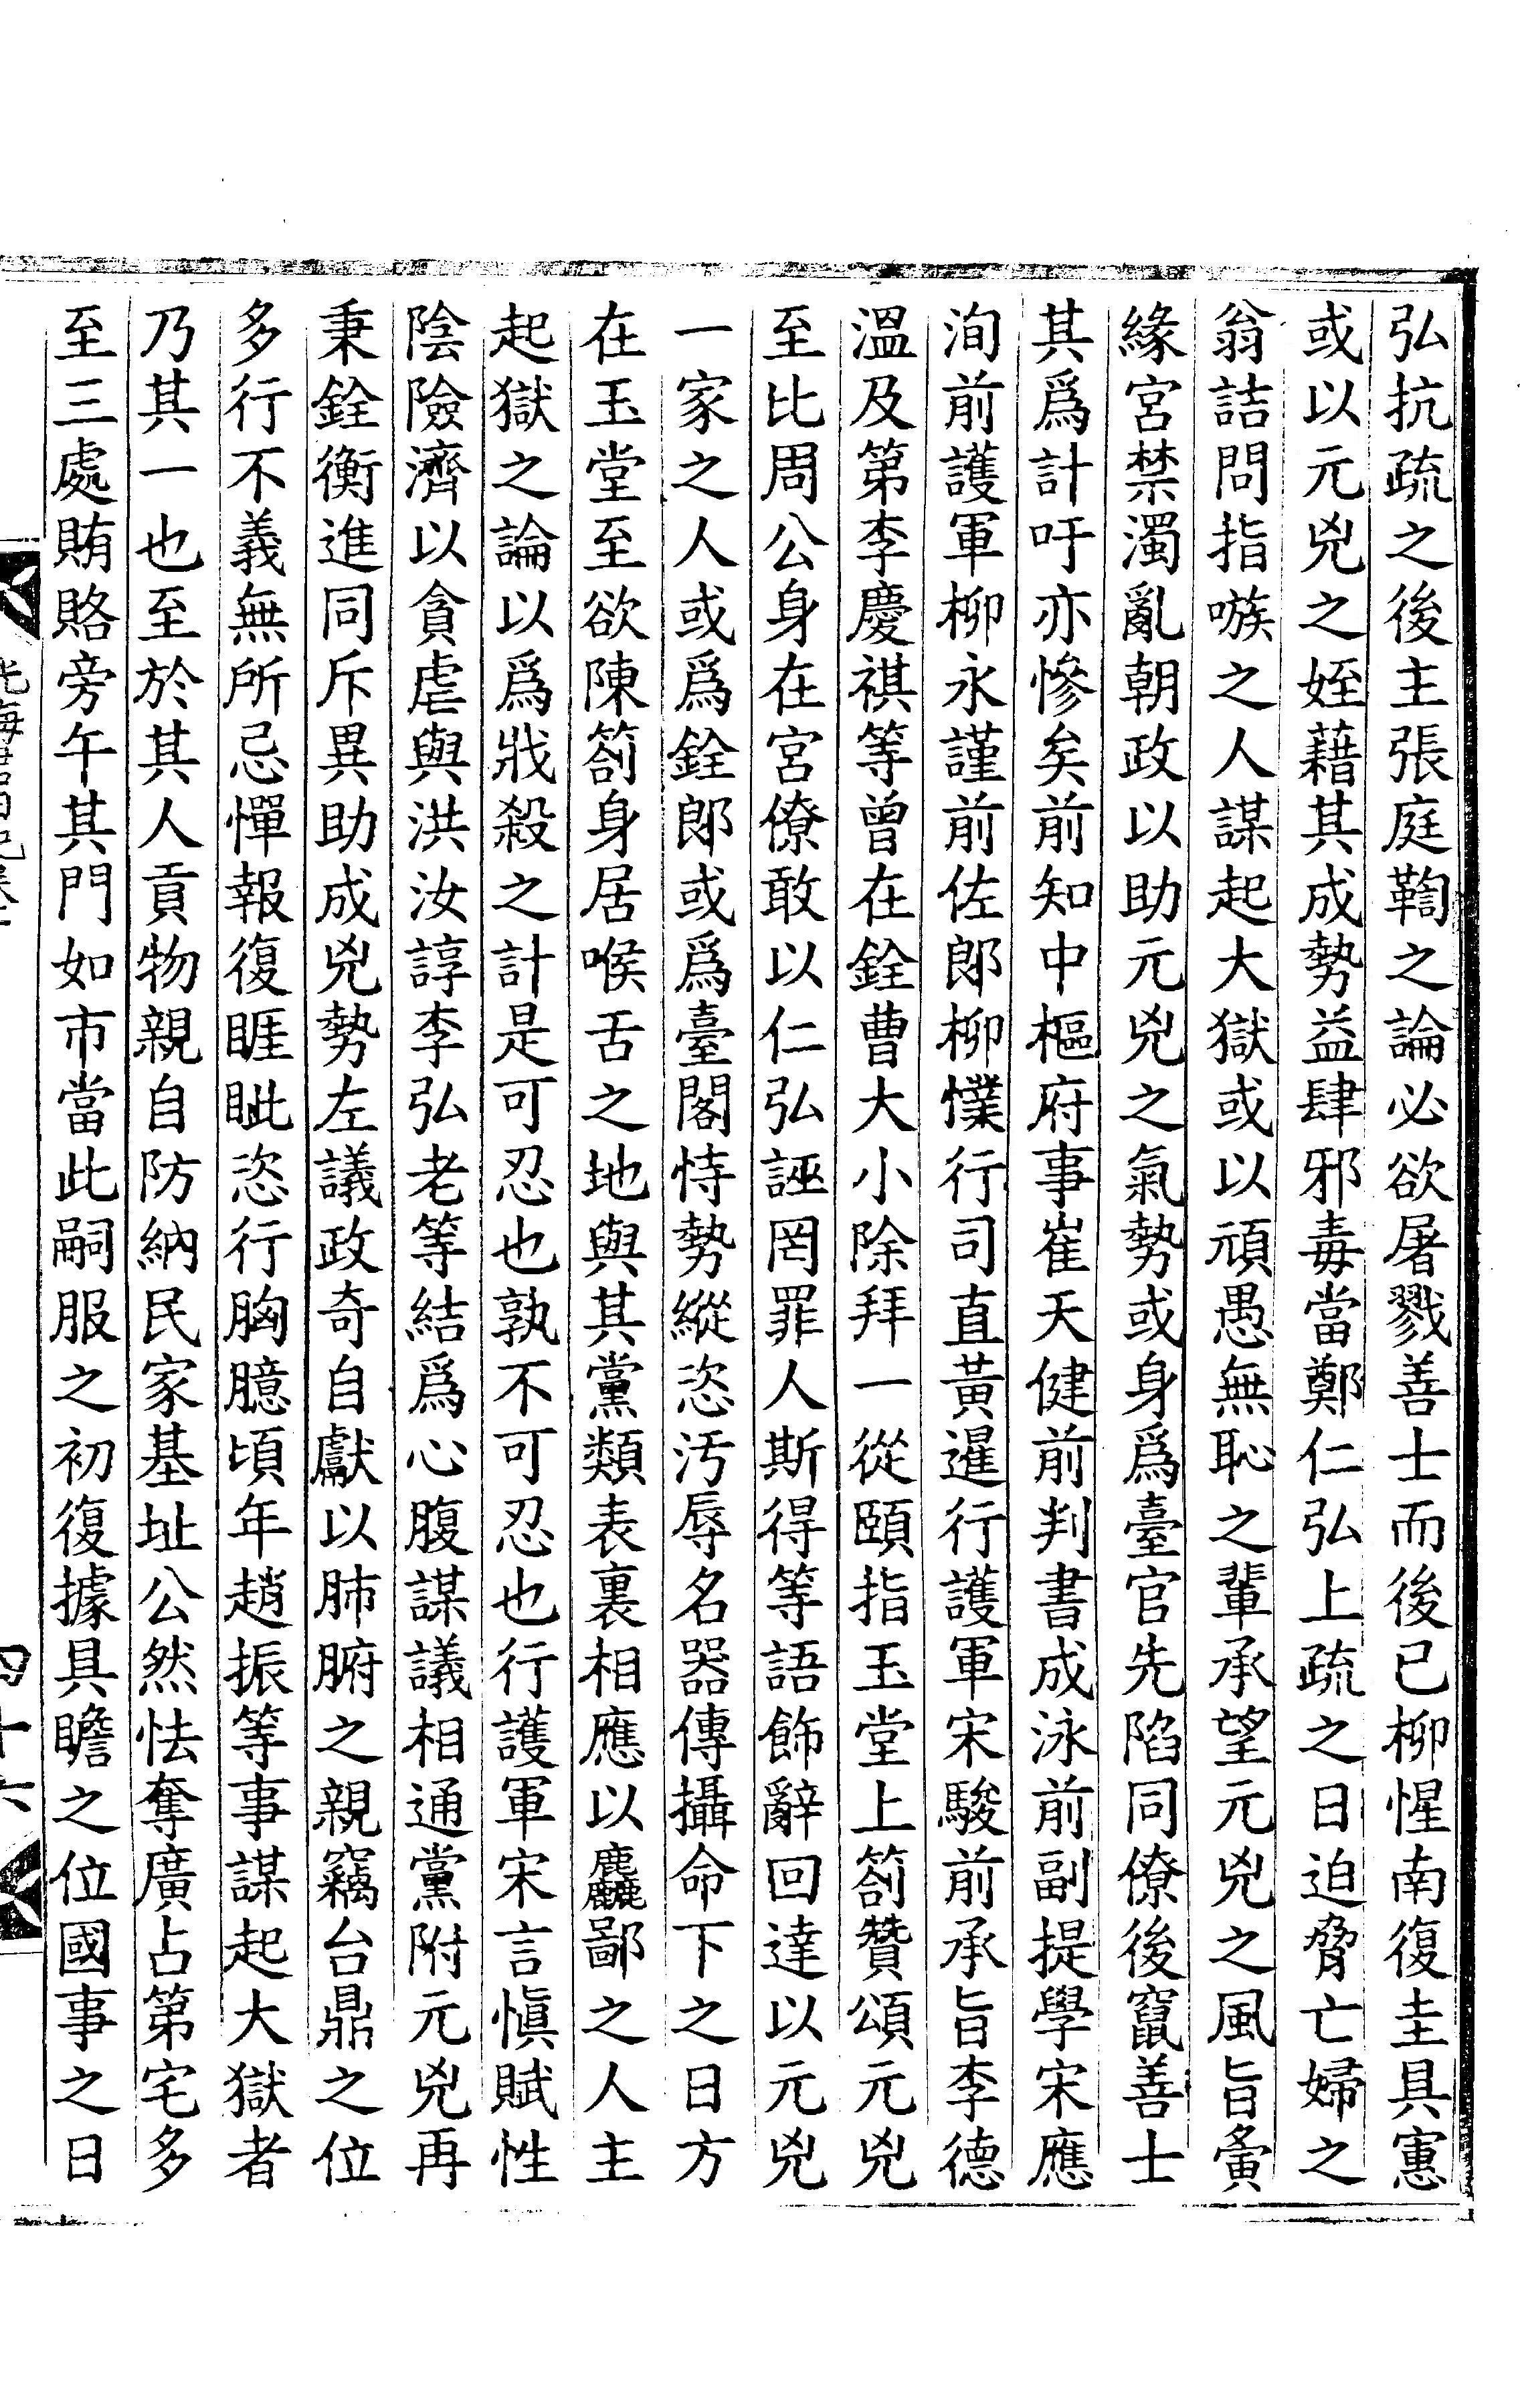 弘抗疏之後主張庭鞫之論必欲屠戮善士而後已柳惺南復圭具寭
或以元兇之姪藉其成勢益肆邪毒當鄭仁弘上疏之日迫脅亡婦之
翁詰問指嗾之人謀起大獄或以頑愚無恥之輩承望元兇之風旨夤
緣宮禁濁亂朝政以助元兇之氣勢或身爲臺官先陷同僚後竄善士
其爲計吁亦慘矣前知中樞府事崔天健前判書成泳前副提學宋應
洵前護軍柳永謹前佐郞柳㦨行司直黃暹行護軍宋駿前承旨李德
溫及第李慶祺等曾在銓曹大小除拜一從頤指玉堂上箚贊頌元兇
至比周公身在宮僚敢以仁弘誣罔罪人斯得等語飾辭回達以元兇
一家之人或爲銓郞或爲臺閣恃勢縱恣汚辱名器傳攝命下之日方
在玉堂至欲陳箚身居喉舌之地與其黨類表裏相應以麤鄙之人主
起獄之論以爲戕殺之計是可忍也孰不可忍也行護軍宋言愼賦性
陰險濟以貪虐與洪汝諄李弘老等結爲心腹謀議相通黨附元兇再
秉銓衡進同斥異助成兇勢左議政奇自獻以肺腑之親竊台鼎之位
多行不義無所忌憚報復睚眦恣行胸臆頃年趙振等事謀起大獄者
乃其一也至於其人貢物親自防納民家基址公然怯奪廣占第宅多
至三處賄賂旁午其門如市當此嗣服之初復據具瞻之位國事之日
四十六